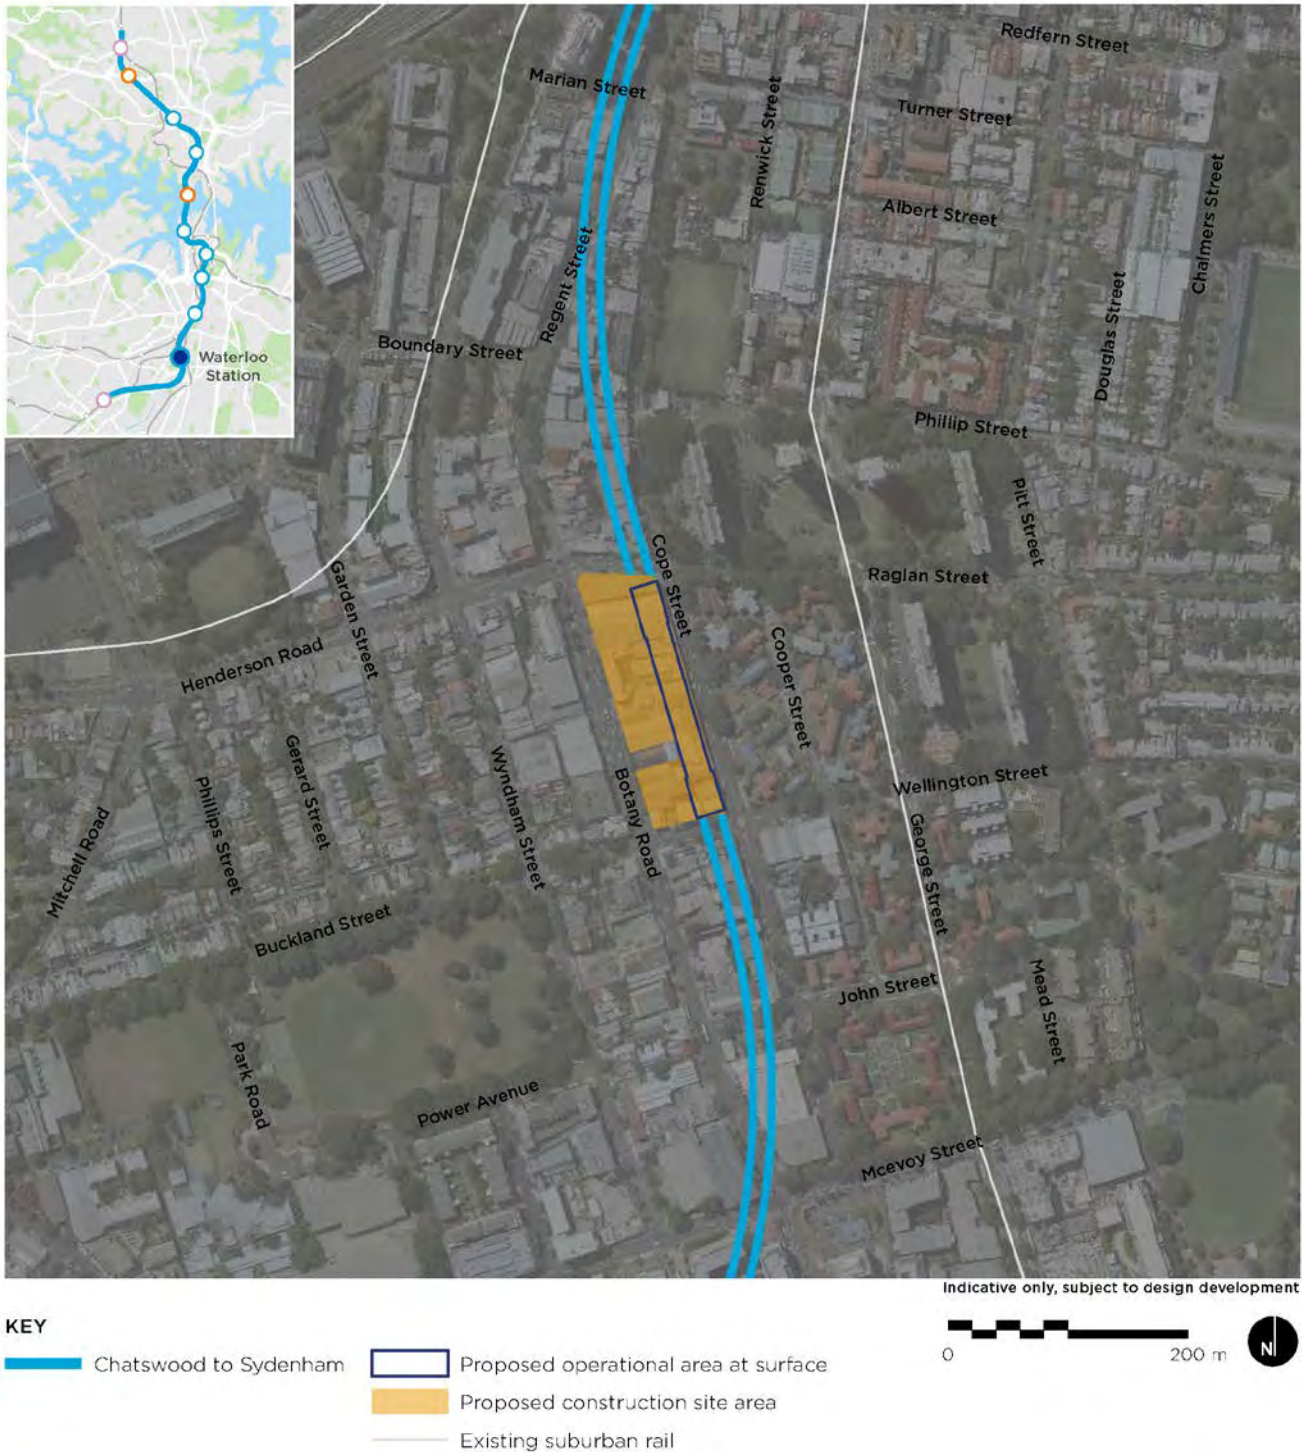 Redfern Street
Marian Street
Turner Street
Renwick Street
Albert Street
Chalmers Street
Regent Street
Douglas Street
Boundary Street
Waterloo
Station
Phillip Street
Pitt Street
Cope Street
Raglan Street
Garden Street
Henderson Road
Cooper Street
Gerard Street
Wyndham Street
Wellington Street
Phillips Street
Botany Road
Mitchell Road
George Street
Buckland Street
John Street
Mead Street
Park Road
Power Avenue
Mcevoy Street
Indicative only, subject to design development
KEY
Chatswood to Sydenham
Proposed operational area at surface
Proposed construction site area
Existing suburban rail
0 200 m
N